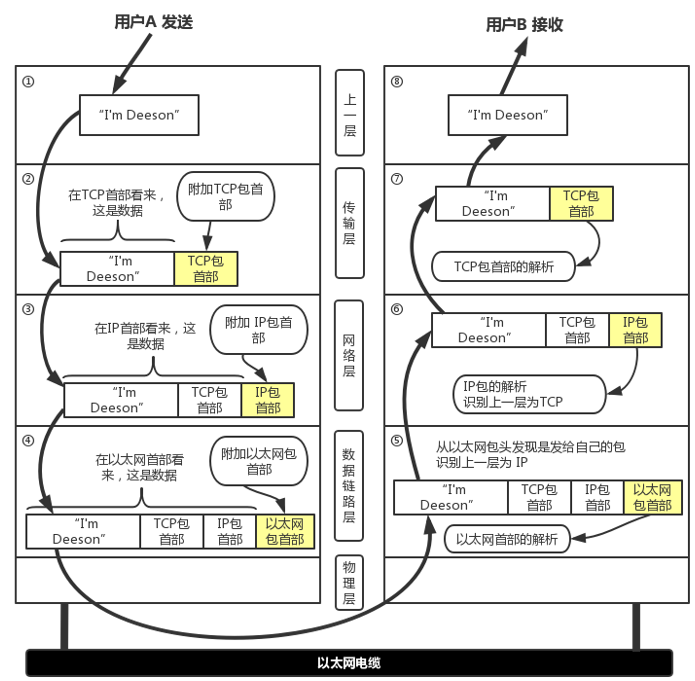 用户A 发送
①
“I'm Deeson”
②
在TCP首部看来，
这是数据
附加TCP包首
部
“I'm
Deeson”
TCP包
首部
③
在IP首部看来，这
是数据
附加 IP包首
部
“I'm
Deeson”
TCP包
首部
IP包
首部
④
在以太网首部看
来，这是数据
附加以太网包
首部
“I'm
Deeson”
TCP包
首部
IP包
首部
以太网
包首部
上
一
层
传
输
层
网
络
层
数
据
链
路
层
物
理
层
用户B 接收
⑧
“I'm Deeson”
⑦
“I'm
Deeson”
TCP包
首部
TCP包首部的解析
⑥
“I'm
Deeson”
TCP包
首部
IP包
首部
IP包的解析
识别上一层为TCP
⑤
从以太网包头发现是发给自己的包
识别上一层为 IP
“I'm
Deeson”
TCP包
首部
IP包
首部
以太网
包首部
以太网首部的解析
以太网电缆